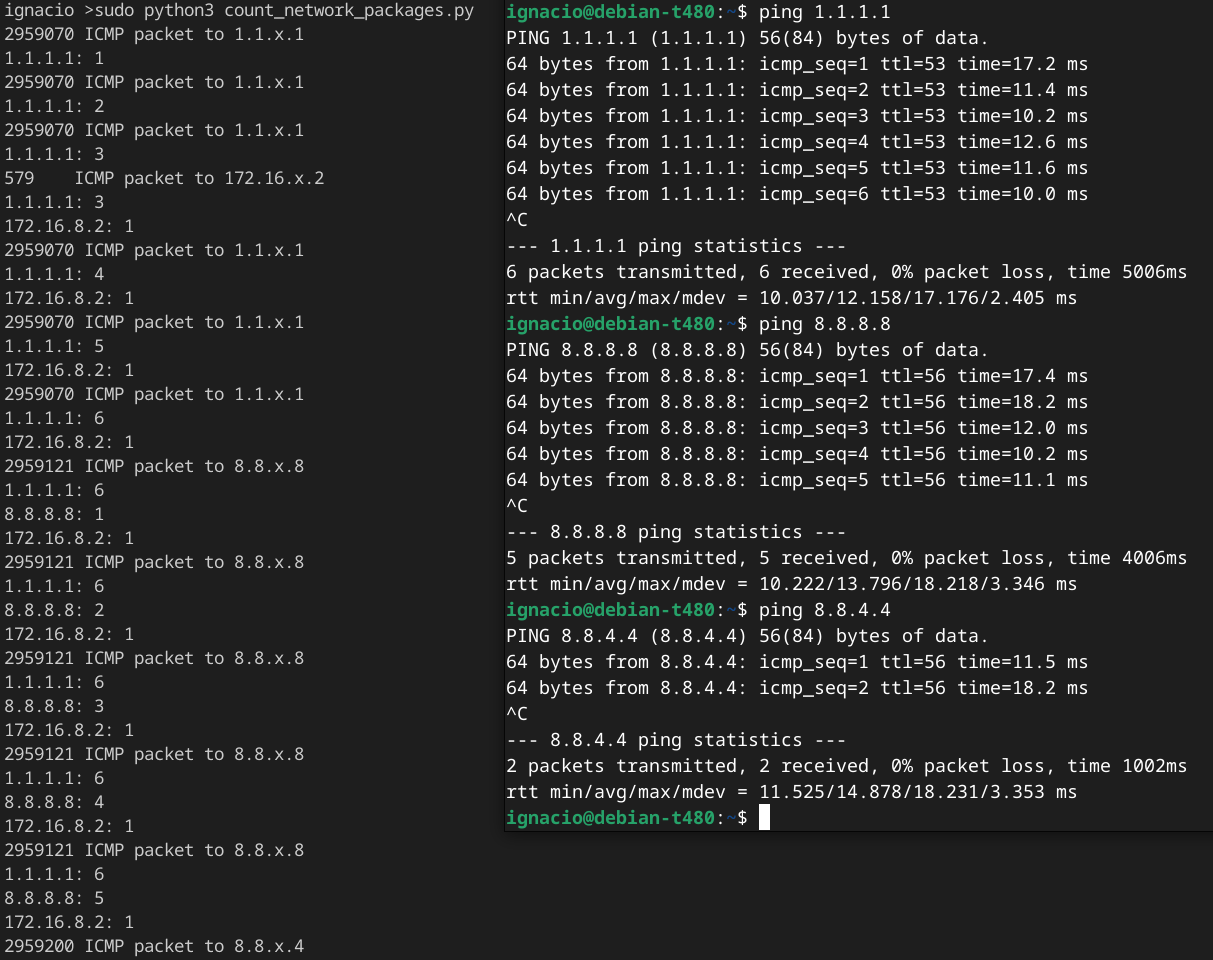 ignacio >sudo python3 count_network_packages.py
2959070 ICMP packet to 1.1.x.1
1.1.1.1: 1
2959070 ICMP packet to 1.1.x.1
1.1.1.1: 2
2959070 ICMP packet to 1.1.x.1
1.1.1.1: 3
579    ICMP packet to 172.16.x.2
1.1.1.1: 3
172.16.8.2: 1
2959070 ICMP packet to 1.1.x.1
1.1.1.1: 4
172.16.8.2: 1
2959070 ICMP packet to 1.1.x.1
1.1.1.1: 5
172.16.8.2: 1
2959070 ICMP packet to 1.1.x.1
1.1.1.1: 6
172.16.8.2: 1
2959121 ICMP packet to 8.8.x.8
1.1.1.1: 6
8.8.8.8: 1
172.16.8.2: 1
2959121 ICMP packet to 8.8.x.8
1.1.1.1: 6
8.8.8.8: 2
172.16.8.2: 1
2959121 ICMP packet to 8.8.x.8
1.1.1.1: 6
8.8.8.8: 3
172.16.8.2: 1
2959121 ICMP packet to 8.8.x.8
1.1.1.1: 6
8.8.8.8: 4
172.16.8.2: 1
2959121 ICMP packet to 8.8.x.8
1.1.1.1: 6
8.8.8.8: 5
172.16.8.2: 1
2959200 ICMP packet to 8.8.x.4
ignacio@debian-t480:~$ ping 1.1.1.1
PING 1.1.1.1 (1.1.1.1) 56(84) bytes of data.
64 bytes from 1.1.1.1: icmp_seq=1 ttl=53 time=17.2 ms
64 bytes from 1.1.1.1: icmp_seq=2 ttl=53 time=11.4 ms
64 bytes from 1.1.1.1: icmp_seq=3 ttl=53 time=10.2 ms
64 bytes from 1.1.1.1: icmp_seq=4 ttl=53 time=12.6 ms
64 bytes from 1.1.1.1: icmp_seq=5 ttl=53 time=11.6 ms
64 bytes from 1.1.1.1: icmp_seq=6 ttl=53 time=10.0 ms
^C
--- 1.1.1.1 ping statistics ---
6 packets transmitted, 6 received, 0% packet loss, time 5006ms
rtt min/avg/max/mdev = 10.037/12.158/17.176/2.405 ms
ignacio@debian-t480:~$ ping 8.8.8.8
PING 8.8.8.8 (8.8.8.8) 56(84) bytes of data.
64 bytes from 8.8.8.8: icmp_seq=1 ttl=56 time=17.4 ms
64 bytes from 8.8.8.8: icmp_seq=2 ttl=56 time=18.2 ms
64 bytes from 8.8.8.8: icmp_seq=3 ttl=56 time=12.0 ms
64 bytes from 8.8.8.8: icmp_seq=4 ttl=56 time=10.2 ms
64 bytes from 8.8.8.8: icmp_seq=5 ttl=56 time=11.1 ms
^C
--- 8.8.8.8 ping statistics ---
5 packets transmitted, 5 received, 0% packet loss, time 4006ms
rtt min/avg/max/mdev = 10.222/13.796/18.218/3.346 ms
ignacio@debian-t480:~$ ping 8.8.4.4
PING 8.8.4.4 (8.8.4.4) 56(84) bytes of data.
64 bytes from 8.8.4.4: icmp_seq=1 ttl=56 time=11.5 ms
64 bytes from 8.8.4.4: icmp_seq=2 ttl=56 time=18.2 ms
^C
--- 8.8.4.4 ping statistics ---
2 packets transmitted, 2 received, 0% packet loss, time 1002ms
rtt min/avg/max/mdev = 11.525/14.878/18.231/3.353 ms
ignacio@debian-t480:~$